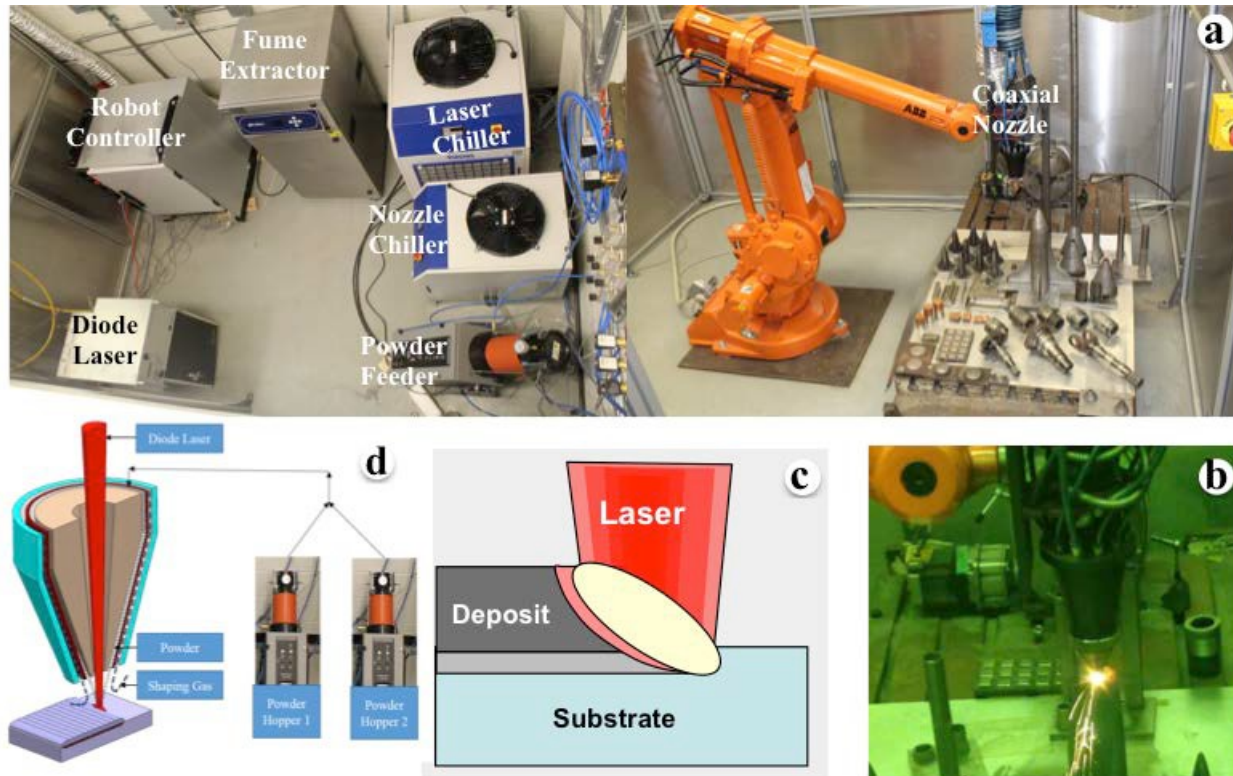 Fume
Extractor
Robot
Controller
Laser
Chiller
Nozzle
Chiller
Diode
Laser
Powder
Feeder
a
ABB
Coaxial
Nozzle
d
Diode Laser
Powder
Shaping Gas
Powder
Hopper 1
Powder
Hopper 2
c
Laser
Deposit
Substrate
b